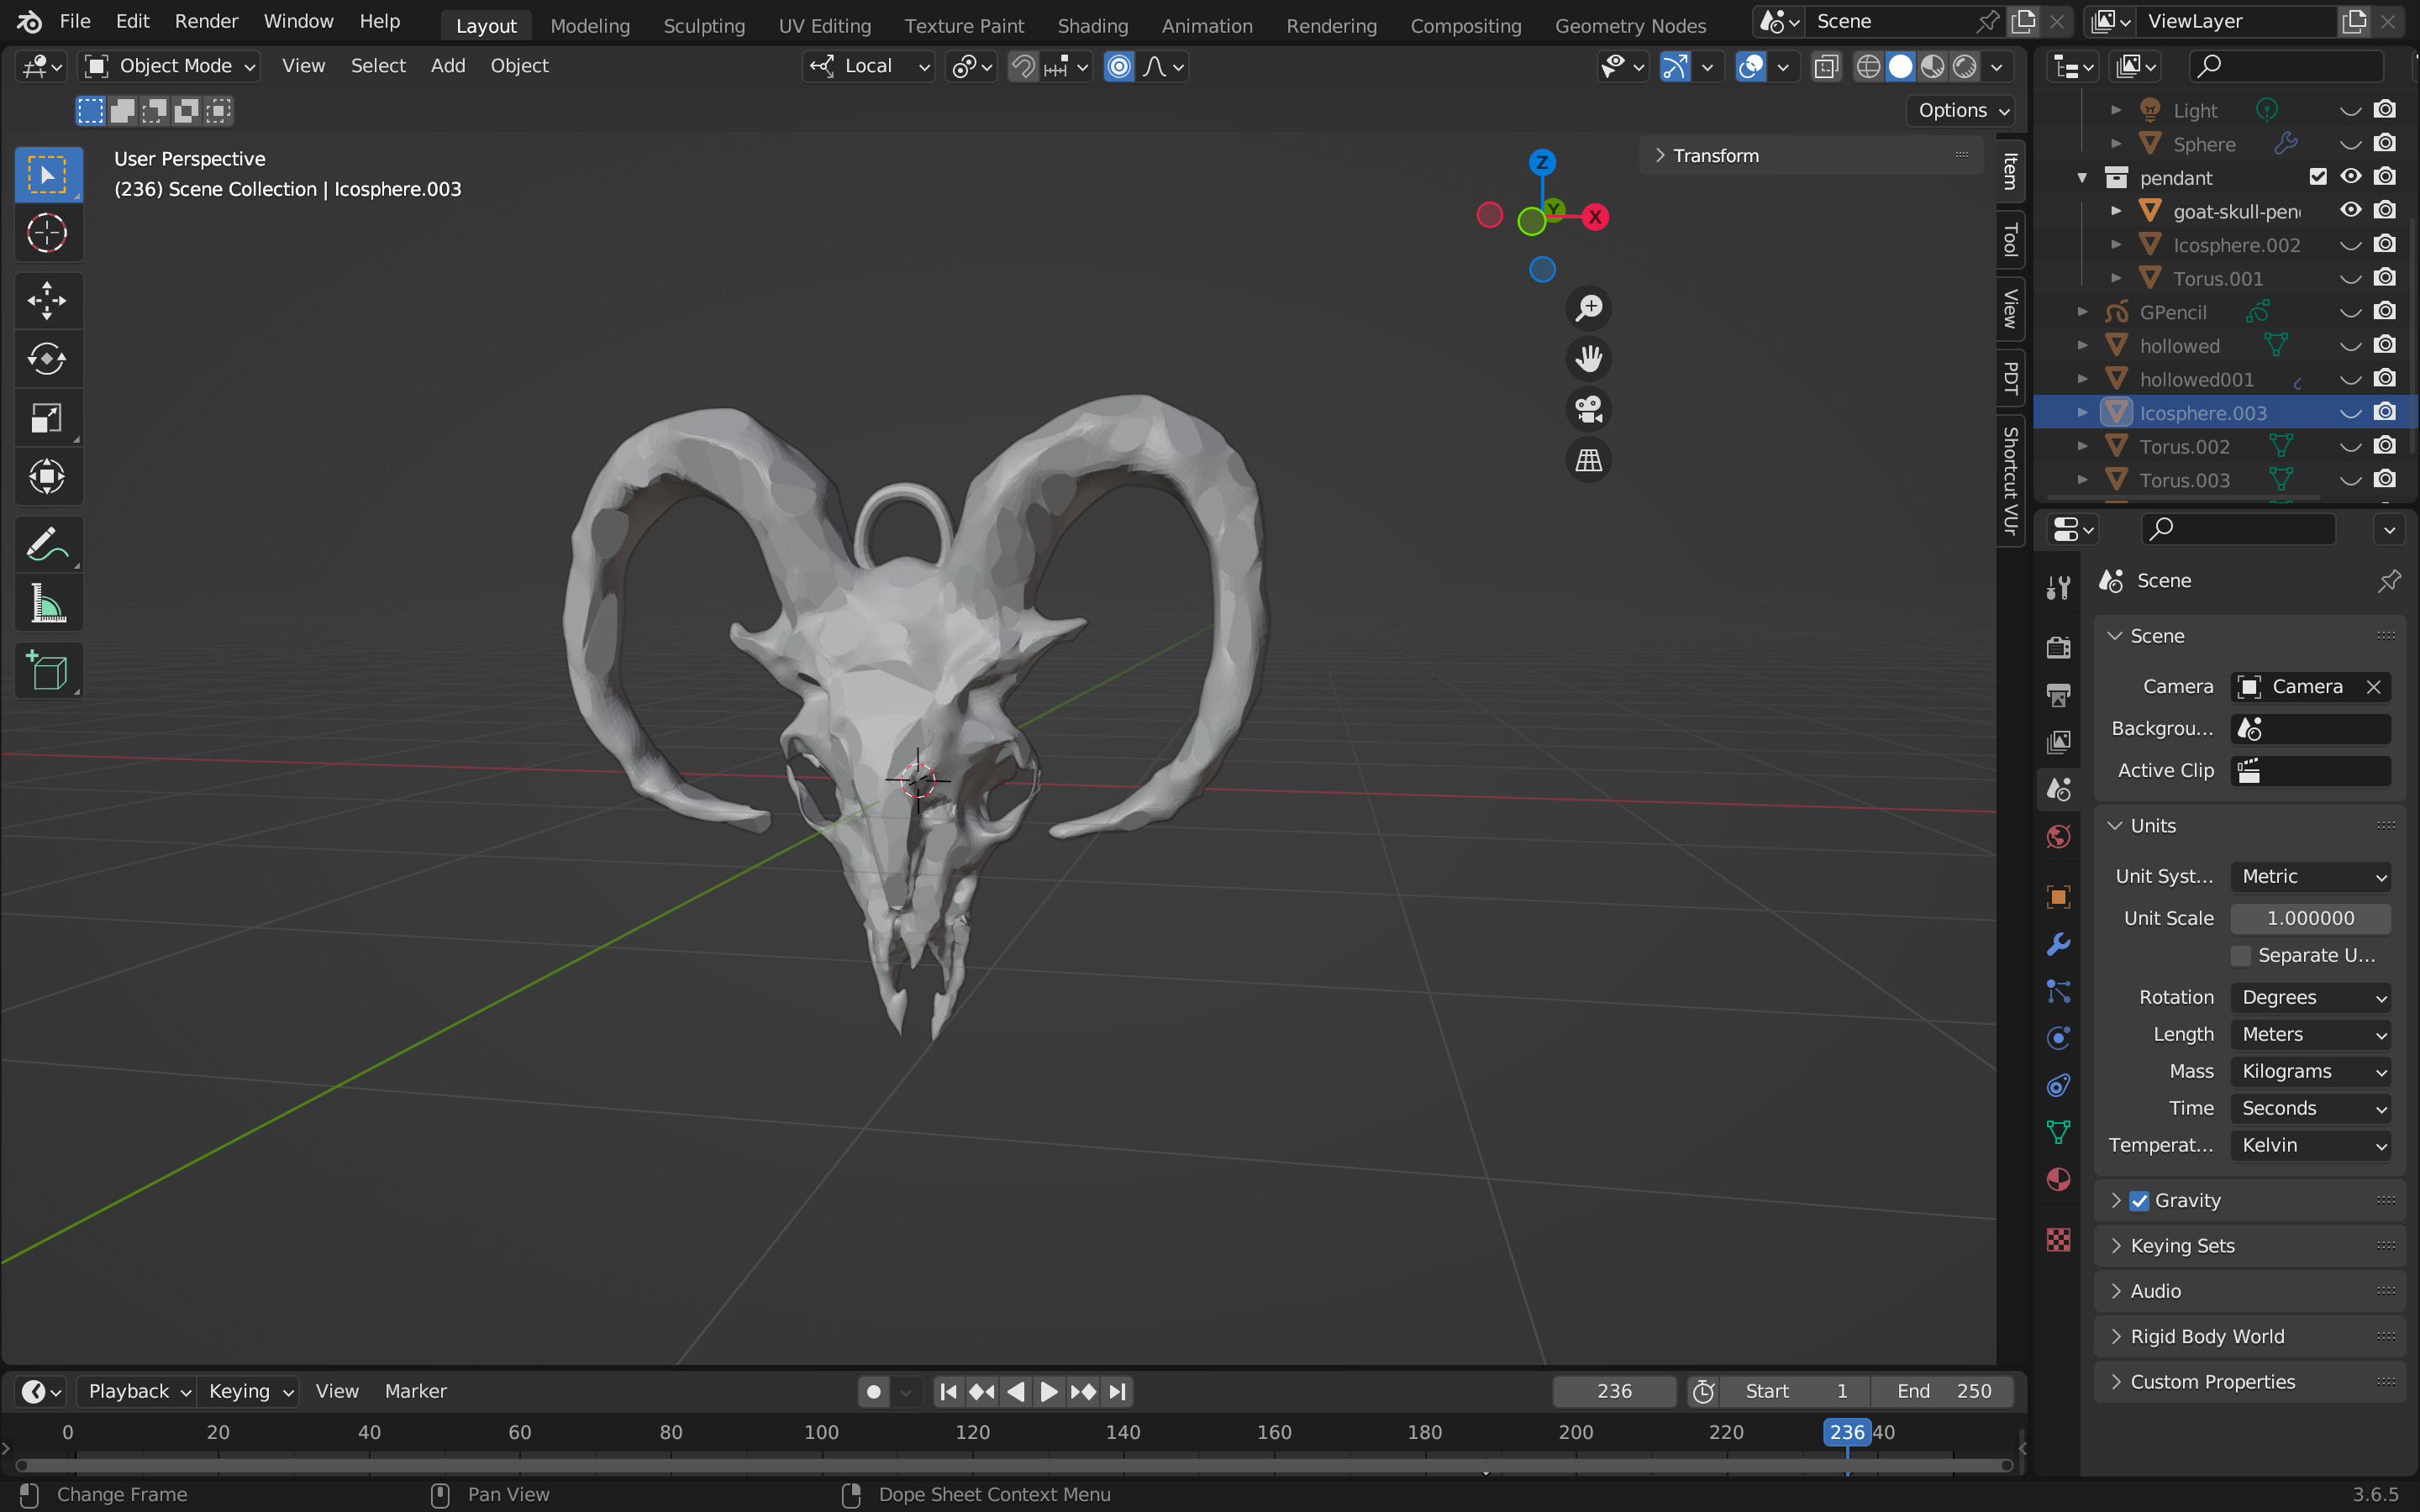 File Edit Render Window Help Layout Modeling Sculpting UV Editing Texture Paint Shading Animation Rendering Compositing Geometry Nodes Scene ViewLayer
Object Mode View Select Add Object Local
Options
User Perspective
(236) Scene Collection | Icosphere.003
Z
Y
X
Transform
Item
Tool
View
PDT
Shortcut VUr
Light
Sphere
pendant
goat-skull-pen
Icosphere.002
Torus.001
GPencil
hollowed
hollowed001
Icosphere.003
Torus.002
Torus.003
Scene
Scene
Camera Camera
Backgrou...
Active Clip
Units
Unit Syst... Metric
Unit Scale 1.000000
Separate U...
Rotation Degrees
Length Meters
Mass Kilograms
Time Seconds
Temperat... Kelvin
Gravity
Keying Sets
Audio
Rigid Body World
Custom Properties
Playback Keying View Marker 236 Start 1 End 250
0 20 40 60 80 100 120 140 160 180 200 220 236 40
Change Frame Pan View Dope Sheet Context Menu 3.6.5